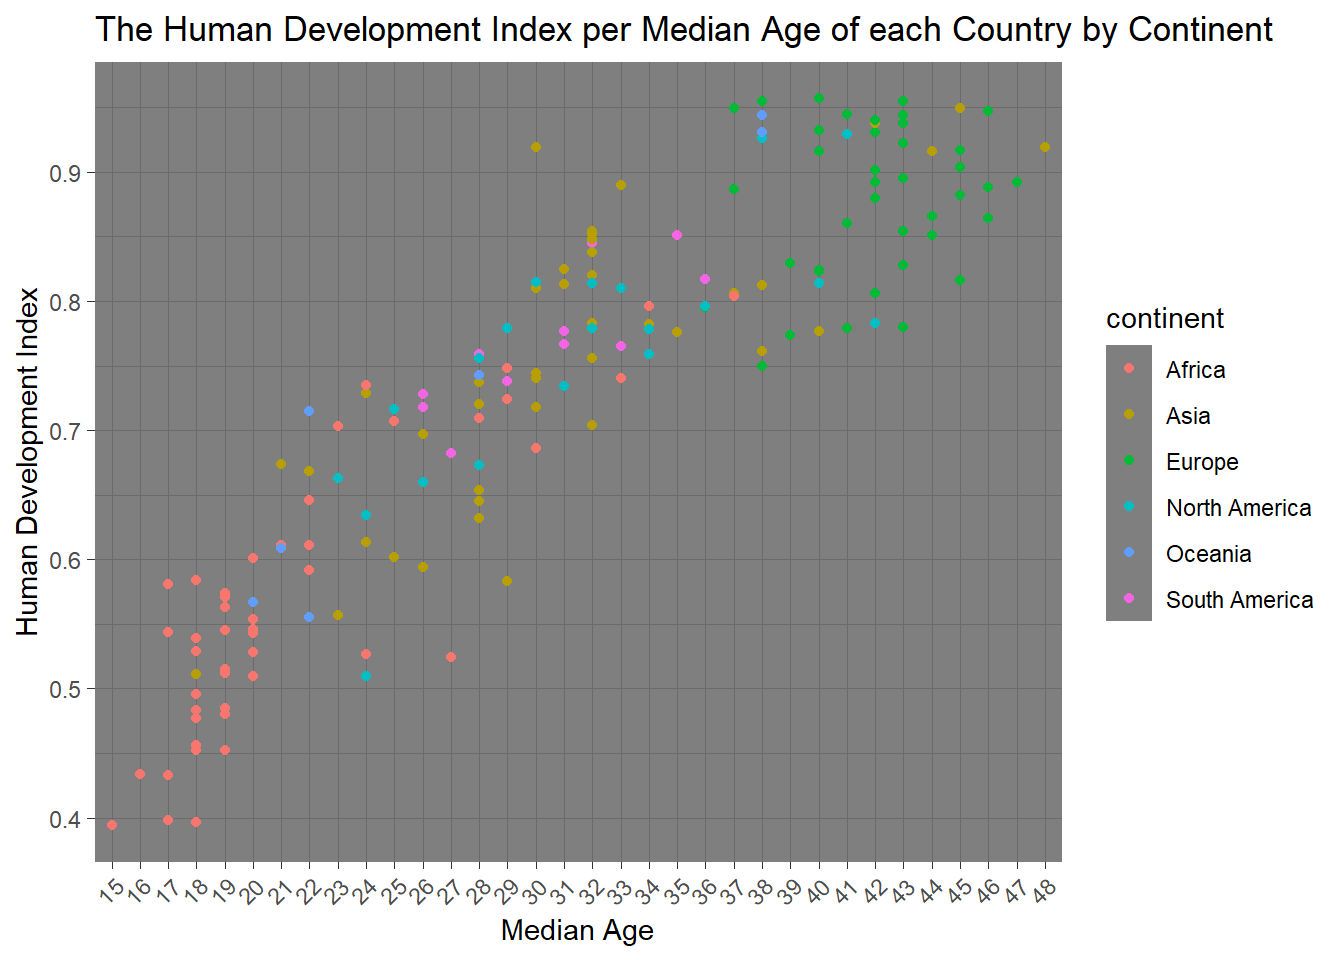 The Human Development Index per Median Age of each Country by Continent
Human Development Index
0.9
0.8
0.7
0.6
0.5
0.4
15 16 17 18 19 20 21 22 23 24 25 26 27 28 29 30 31 32 33 34 35 36 37 38 39 40 41 42 43 44 45 46 47 48
Median Age
continent
Africa
Asia
Europe
North America
Oceania
South America